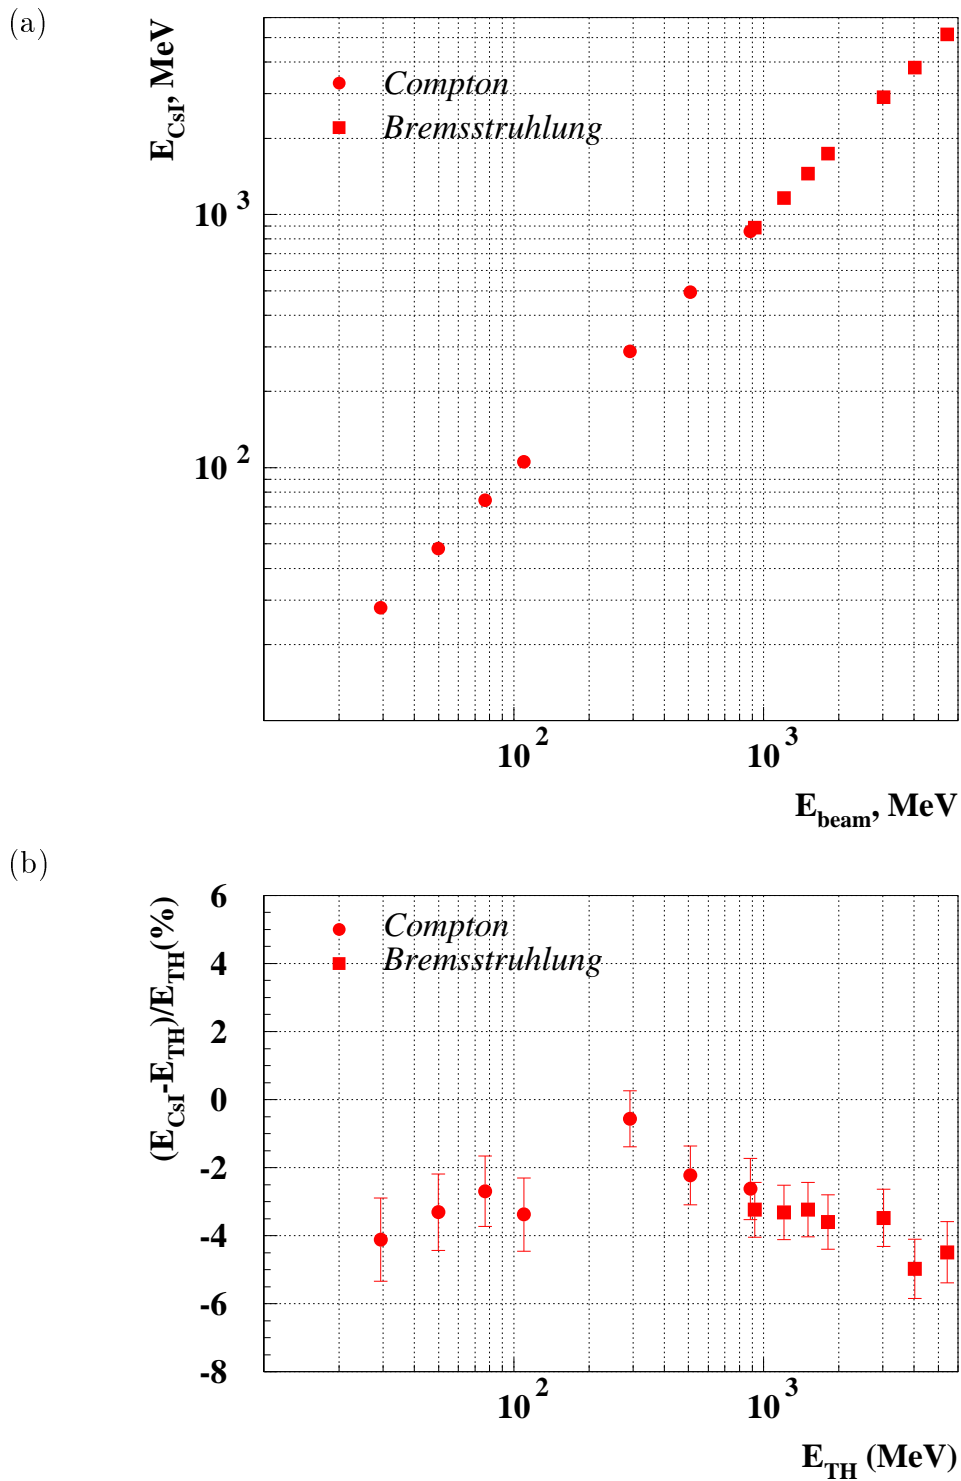 (a)
E_CsI, MeV
Compton
Bremsstruhlung
10^3
10^2
10^2 10^3
E_beam, MeV
(b)
(E_CsI-E_TH)/E_TH(%)
Compton
Bremsstruhlung
6
4
2
0
-2
-4
-6
-8
10^2 10^3
E_TH (MeV)